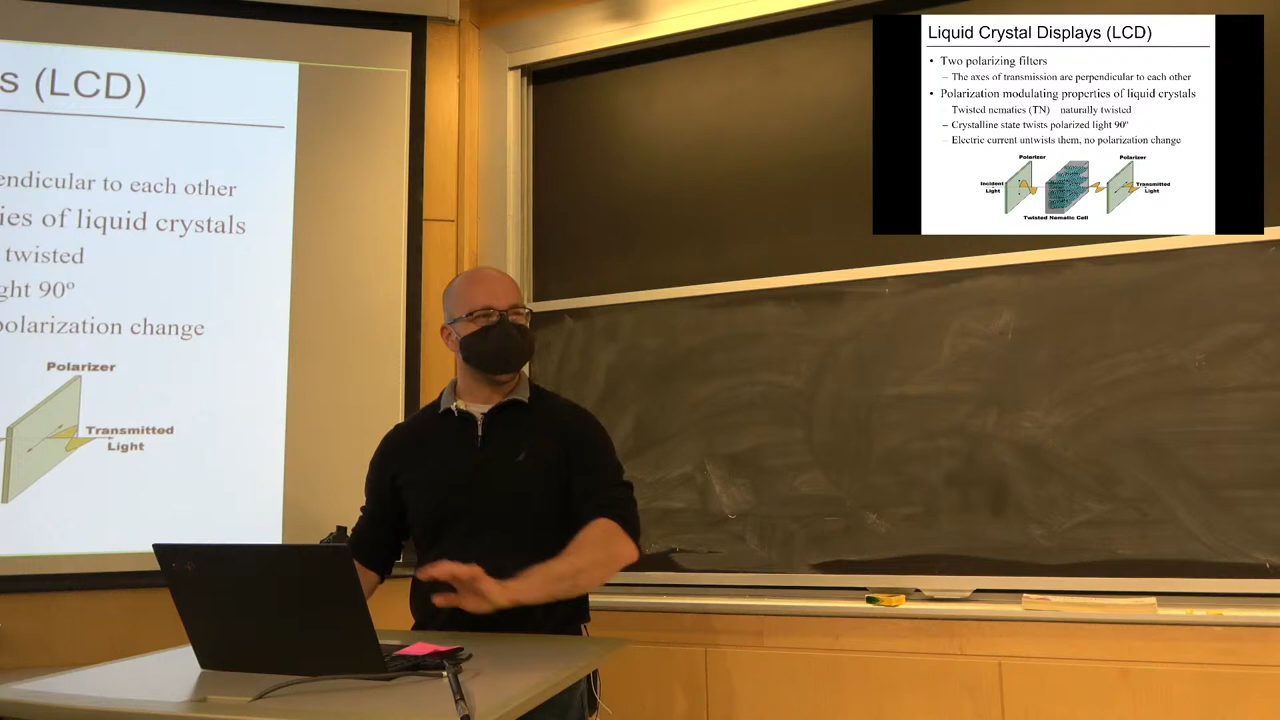 s (LCD)
endicular to each other
ies of liquid crystals
twisted
ght 90º
polarization change
Polarizer
Transmitted
Light
Liquid Crystal Displays (LCD)
• Two polarizing filters
– The axes of transmission are perpendicular to each other
• Polarization modulating properties of liquid crystals
Twisted nematics (TN) naturally twisted
– Crystalline state twists polarized light 90º
– Electric current untwists them, no polarization change
Polarizer
Polarizer
Incident
Light
Transmitted
Light
Twisted Nematic Cell